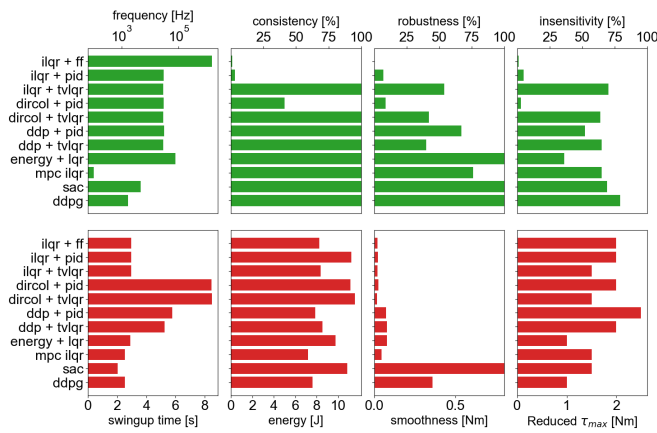 frequency [Hz] consistency [%] robustness [%] insensitivity [%]
10³ 10⁵ 0 25 50 75 100 0 25 50 75 100 0 25 50 75 100
ilqr + ff
ilqr + pid
ilqr + tvlqr
dircol + pid
dircol + tvlqr
ddp + pid
ddp + tvlqr
energy + lqr
mpc ilqr
sac
ddpg
ilqr + ff
ilqr + pid
ilqr + tvlqr
dircol + pid
dircol + tvlqr
ddp + pid
ddp + tvlqr
energy + lqr
mpc ilqr
sac
ddpg
0 2 4 6 8 0 2 4 6 8 10 0.0 0.5 0 1 2
swingup time [s] energy [J] smoothness [Nm] Reduced τ_max [Nm]